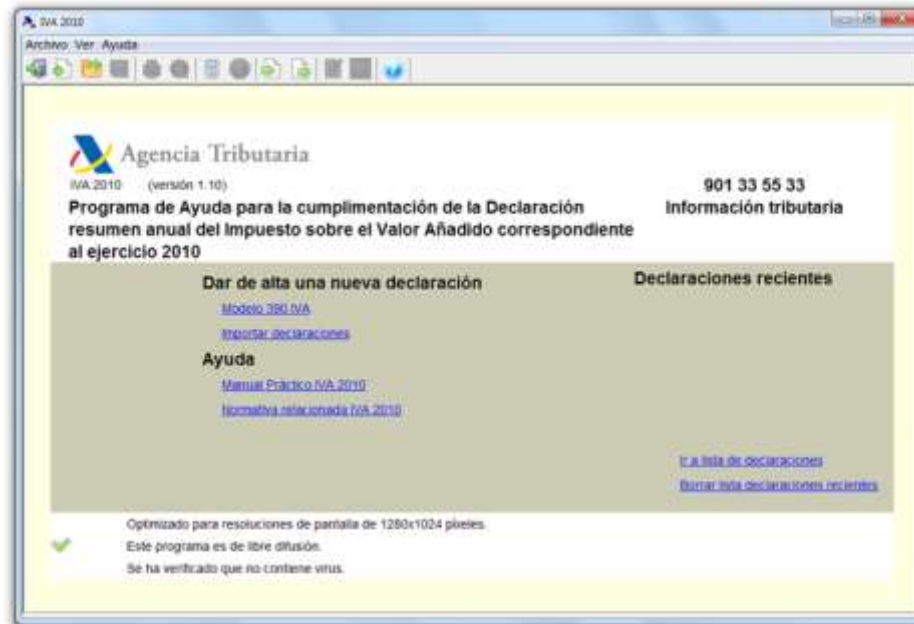 IVA 2010
Archivo Ver Ayuda
Agencia Tributaria
IVA 2010 (versión 1.10)
Programa de Ayuda para la cumplimentación de la Declaración
resumen anual del Impuesto sobre el Valor Añadido correspondiente
al ejercicio 2010
901 33 55 33
Información tributaria
Dar de alta una nueva declaración
Modelo 390 IVA
Importar declaraciones
Ayuda
Manual Práctico IVA 2010
Normativa relacionada IVA 2010
Declaraciones recientes
Ir a lista de declaraciones
Borrar lista declaraciones recientes
Optimizado para resoluciones de pantalla de 1280x1024 píxeles.
Este programa es de libre difusión.
Se ha verificado que no contiene virus.